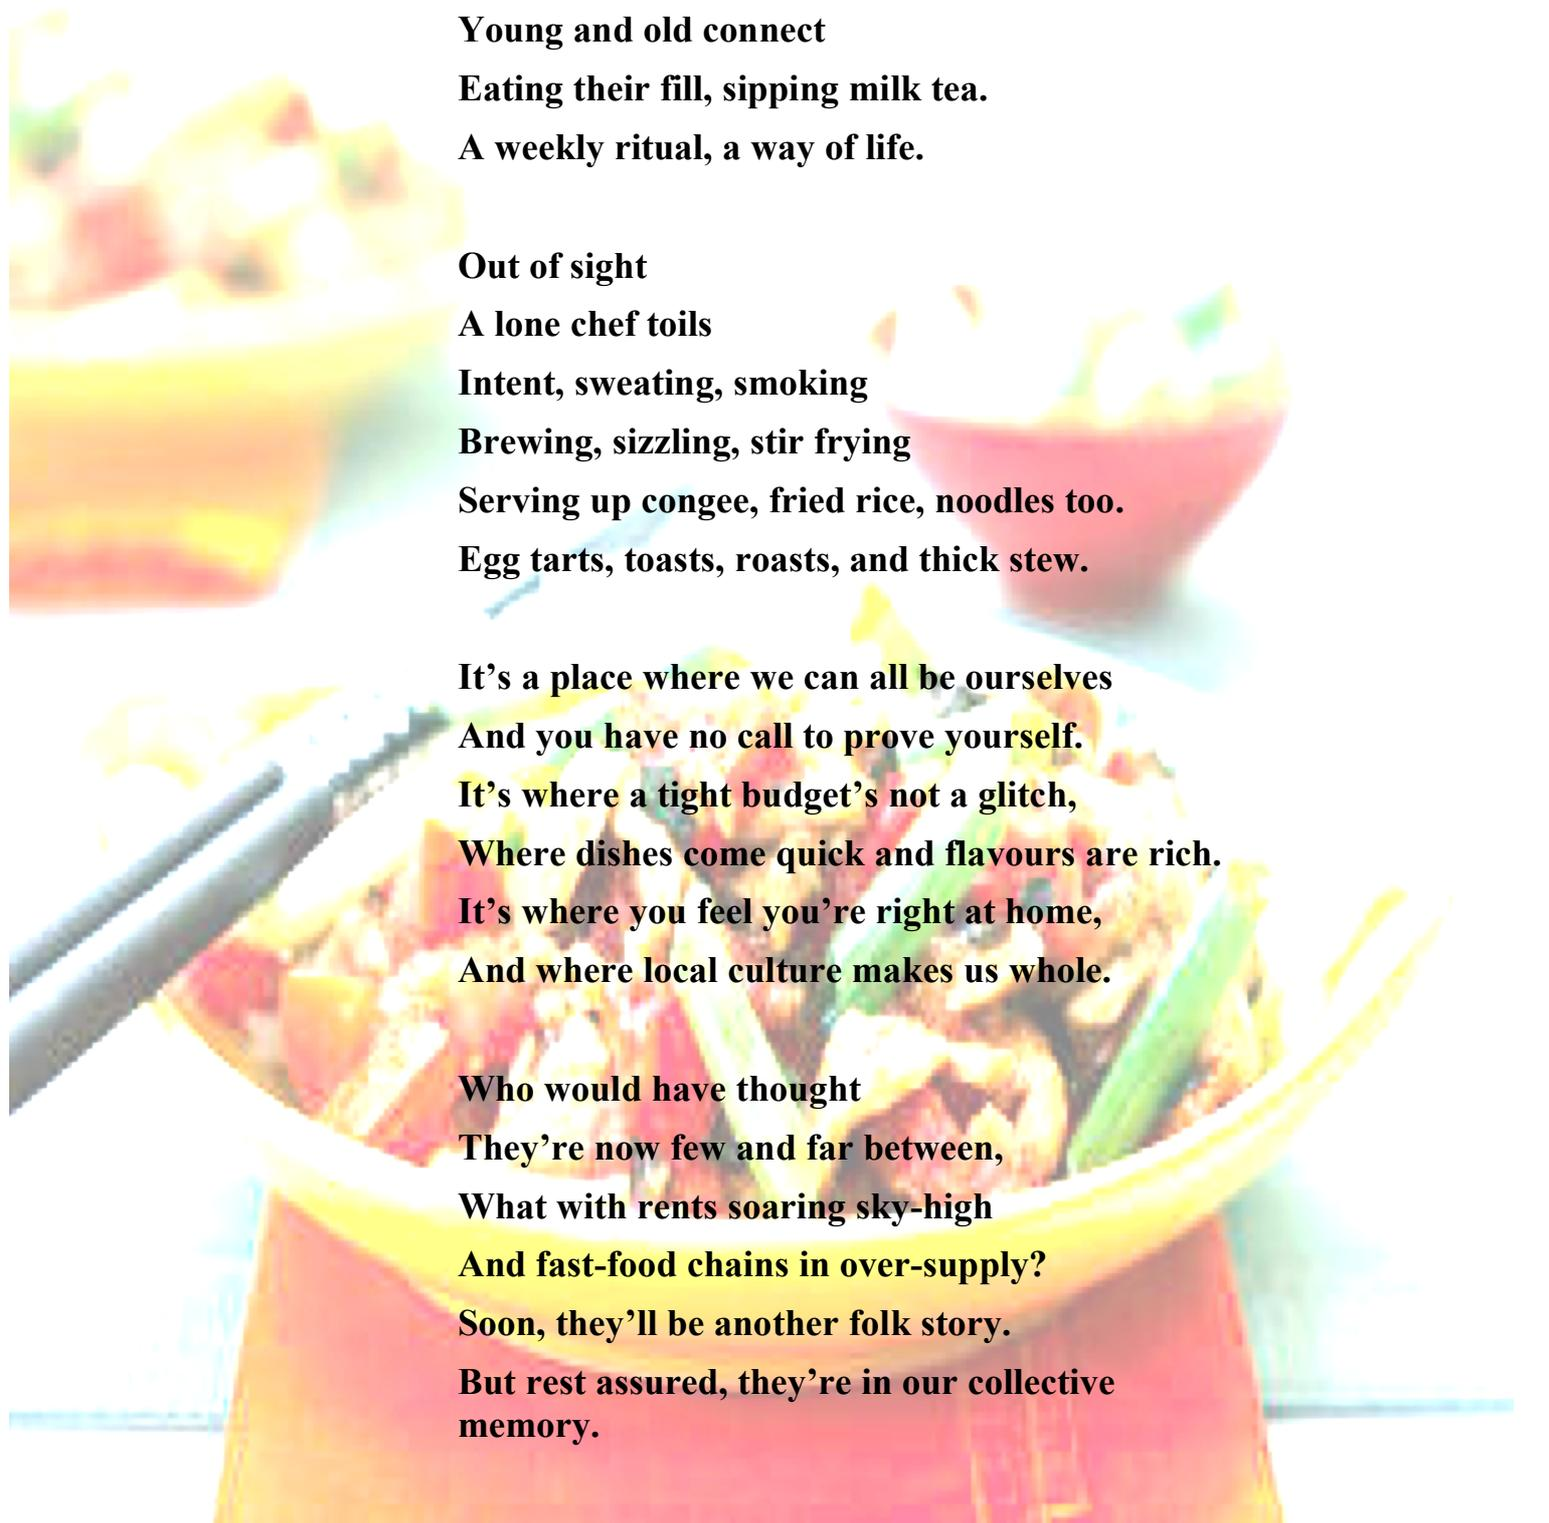 Young and old connect
Eating their fill, sipping milk tea.
A weekly ritual, a way of life.
Out of sight
A lone chef toils
Intent, sweating, smoking
Brewing, sizzling, stir frying
Serving up congee, fried rice, noodles too.
Egg tarts, toasts, roasts, and thick stew.
It’s a place where we can all be ourselves
And you have no call to prove yourself.
It’s where a tight budget’s not a glitch,
Where dishes come quick and flavours are rich.
It’s where you feel you’re right at home,
And where local culture makes us whole.
Who would have thought
They’re now few and far between,
What with rents soaring sky-high
And fast-food chains in over-supply?
Soon, they’ll be another folk story.
But rest assured, they’re in our collective
memory.